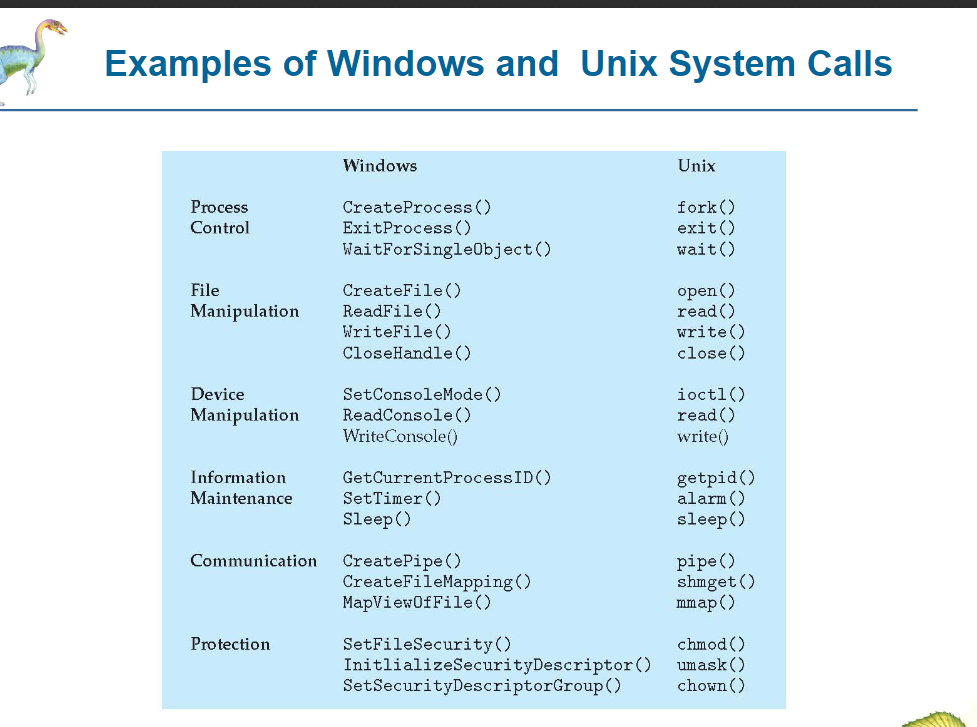 Examples of Windows and Unix System Calls
Windows Unix
Process CreateProcess() fork()
Control ExitProcess() exit()
WaitForSingleObject() wait()
File CreateFile() open()
Manipulation ReadFile() read()
WriteFile() write()
CloseHandle() close()
Device SetConsoleMode() ioctl()
Manipulation ReadConsole() read()
WriteConsole() write()
Information GetCurrentProcessID() getpid()
Maintenance SetTimer() alarm()
Sleep() sleep()
Communication CreatePipe() pipe()
CreateFileMapping() shmget()
MapViewOfFile() mmap()
Protection SetFileSecurity() chmod()
InitlializeSecurityDescriptor() umask()
SetSecurityDescriptorGroup() chown()